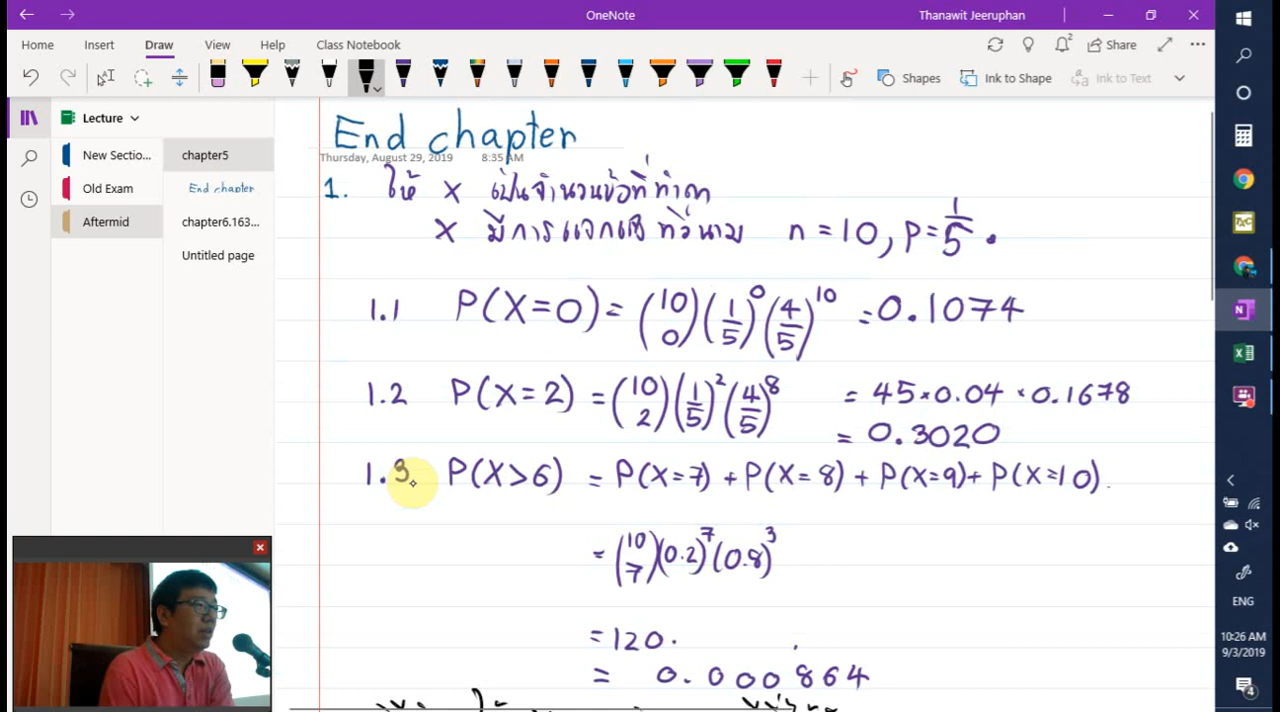 OneNote
Thanawit Jeeruphan
Home Insert Draw View Help Class Notebook
Share
Shapes
Ink to Shape
Ink to Text
Lecture
New Sectio...
Old Exam
Aftermid
chapter5
End chapter
chapter6.163...
Untitled page
End chapter
Thursday, August 29, 2019 8:35 AM
1. ให้ X เป็นจำนวนข้อที่ทำถูก
X มีการแจกแจงทวินาม n = 10, p = 1/5.
1.1 P(X=0) = (10 0)(1/5)^0(4/5)^10 = 0.1074
1.2 P(X=2) = (10 2)(1/5)^2(4/5)^8 = 45×0.04×0.1678
= 0.3020
1.3. P(X>6) = P(X=7) + P(X=8) + P(X=9) + P(X=10).
= (10 7)(0.2)^7(0.8)^3
= 120.
= 0.000864
ENG
10:26 AM
9/3/2019
4